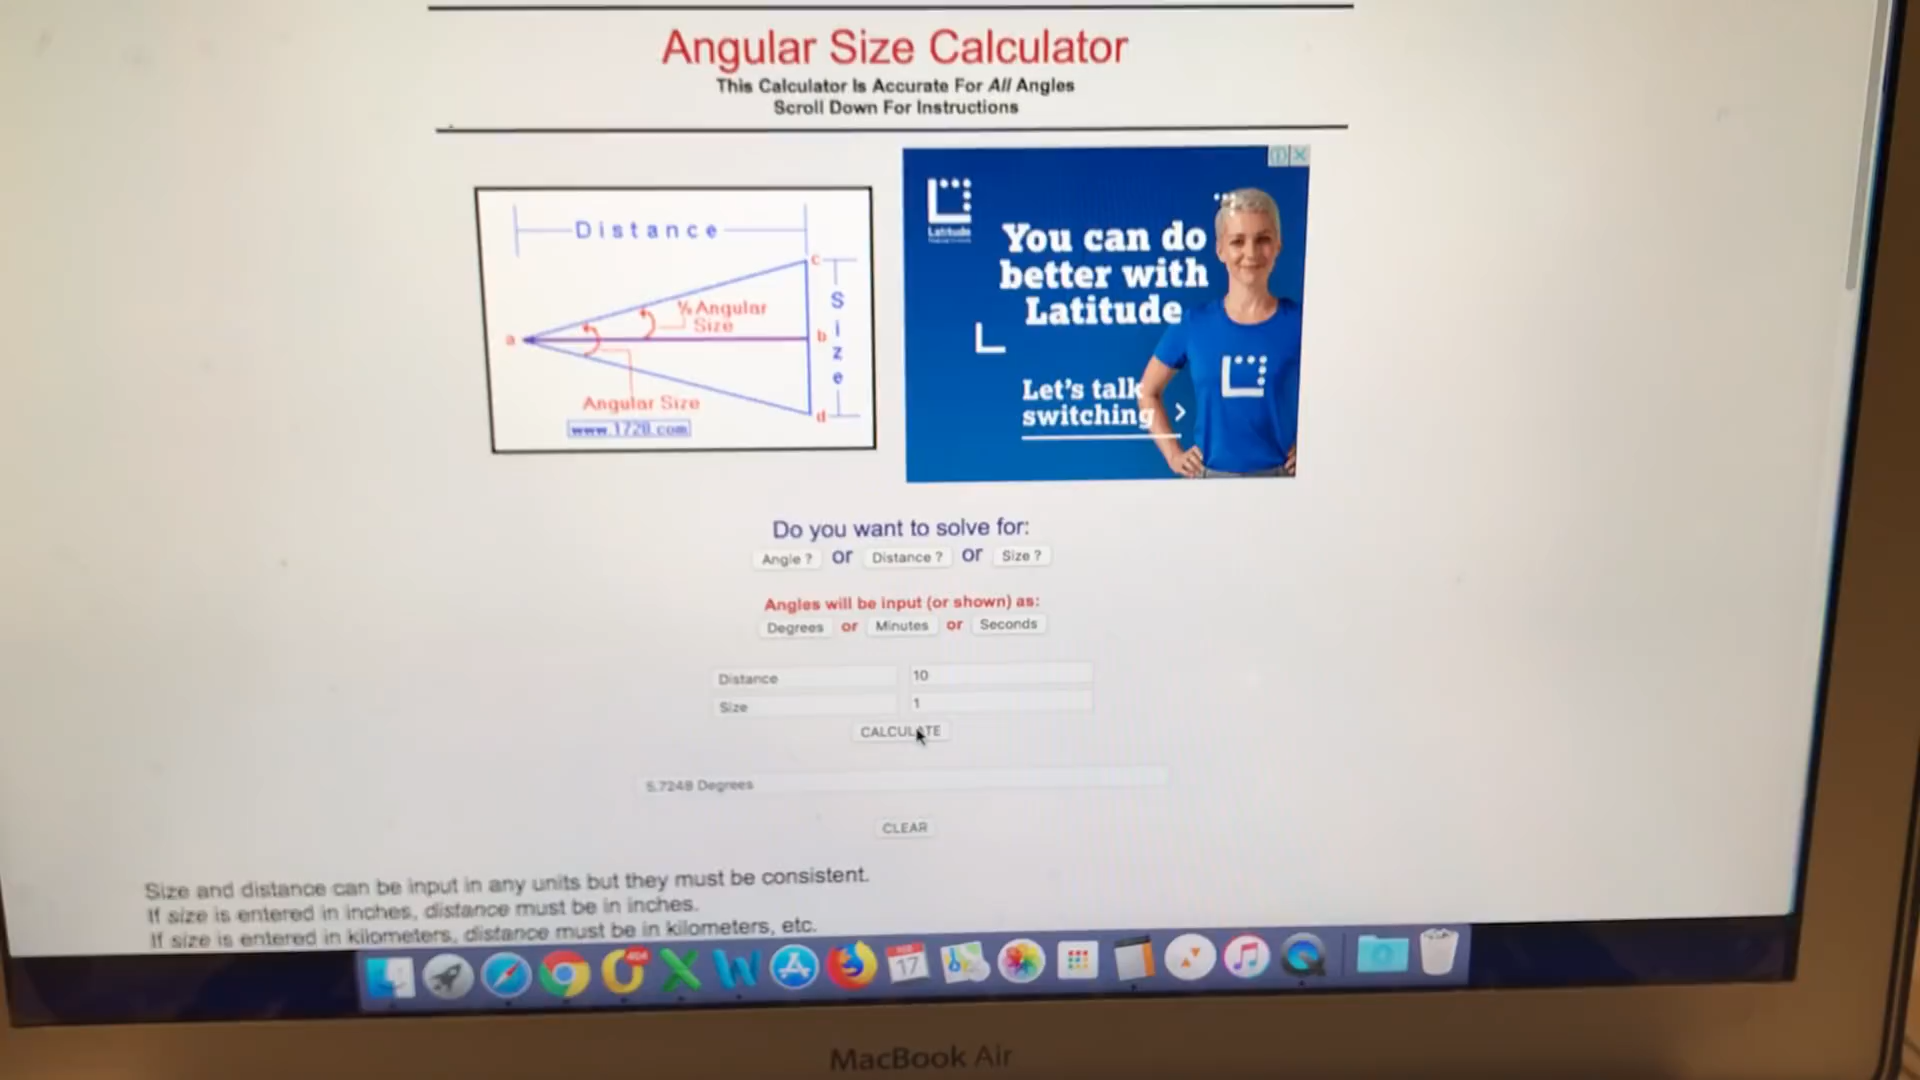 Angular Size Calculator
This Calculator Is Accurate For All Angles
Scroll Down For Instructions
Distance
c
½ Angular
Size
a
b
Size
Angular Size
d
www.1728.com
Latitude
You can do
better with
Latitude
Let's talk
switching >
Do you want to solve for:
Angle ? or Distance ? or Size ?
Angles will be input (or shown) as:
Degrees or Minutes or Seconds
Distance 10
Size 1
CALCULATE
5.7248 Degrees
CLEAR
Size and distance can be input in any units but they must be consistent.
If size is entered in inches, distance must be in inches.
If size is entered in kilometers, distance must be in kilometers, etc.
404
17
MacBook Air